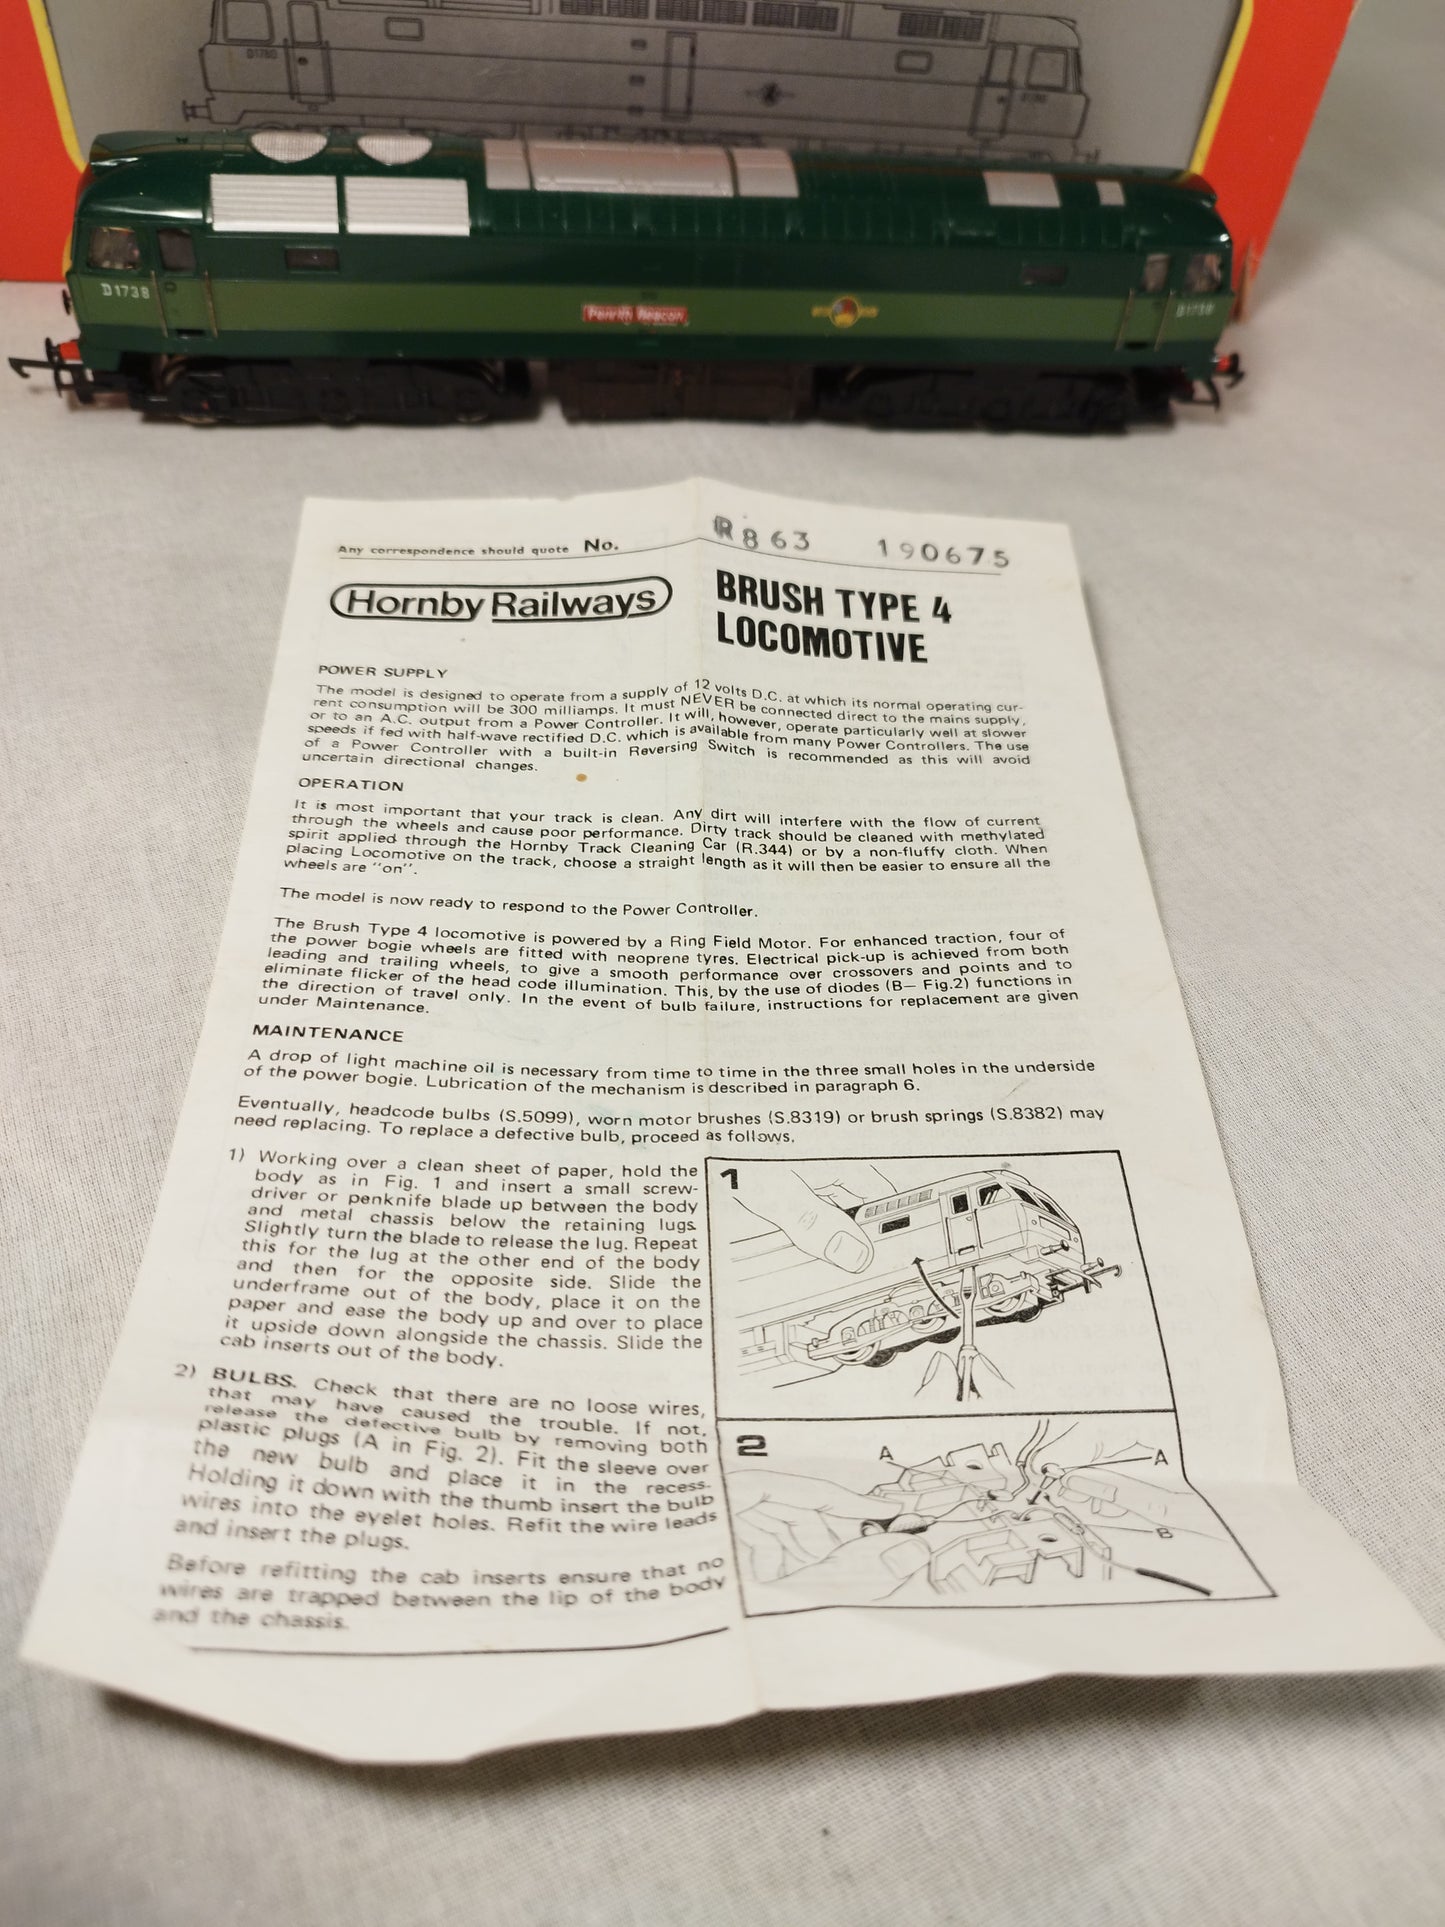 D1760
D1738
Penrith Beacon
D1738
Any correspondence should quote No. R863 190675
Hornby Railways
BRUSH TYPE 4
LOCOMOTIVE
POWER SUPPLY
The model is designed to operate from a supply of 12 volts D.C. at which its normal operating cur-
rent consumption will be 300 milliamps. It must NEVER be connected direct to the mains supply,
or to an A.C. output from a Power Controller. It will, however, operate particularly well at slower
speeds if fed with half-wave rectified D.C. which is available from many Power Controllers. The use
of a Power Controller with a built-in Reversing Switch is recommended as this will avoid
uncertain directional changes.
OPERATION
It is most important that your track is clean. Any dirt will interfere with the flow of current
through the wheels and cause poor performance. Dirty track should be cleaned with methylated
spirit applied through the Hornby Track Cleaning Car (R.344) or by a non-fluffy cloth. When
placing Locomotive on the track, choose a straight length as it will then be easier to ensure all the
wheels are "on".
The model is now ready to respond to the Power Controller.
The Brush Type 4 locomotive is powered by a Ring Field Motor. For enhanced traction, four of
the power bogie wheels are fitted with neoprene tyres. Electrical pick-up is achieved from both
leading and trailing wheels, to give a smooth performance over crossovers and points and to
eliminate flicker of the head code illumination. This, by the use of diodes (B— Fig.2) functions in
the direction of travel only. In the event of bulb failure, instructions for replacement are given
under Maintenance.
MAINTENANCE
A drop of light machine oil is necessary from time to time in the three small holes in the underside
of the power bogie. Lubrication of the mechanism is described in paragraph 6.
Eventually, headcode bulbs (S.5099), worn motor brushes (S.8319) or brush springs (S.8382) may
need replacing. To replace a defective bulb, proceed as follows.
1) Working over a clean sheet of paper, hold the
body as in Fig. 1 and insert a small screw-
driver or penknife blade up between the body
and metal chassis below the retaining lugs.
Slightly turn the blade to release the lug. Repeat
this for the lug at the other end of the body
and then for the opposite side. Slide the
underframe out of the body, place it on the
paper and ease the body up and over to place
it upside down alongside the chassis. Slide the
cab inserts out of the body.
2) BULBS. Check that there are no loose wires,
that may have caused the trouble. If not,
release the defective bulb by removing both
plastic plugs (A in Fig. 2). Fit the sleeve over
the new bulb and place it in the recess.
Holding it down with the thumb insert the bulb
wires into the eyelet holes. Refit the wire leads
and insert the plugs.
Before refitting the cab inserts ensure that no
wires are trapped between the lip of the body
and the chassis.
1
2
A
A
B